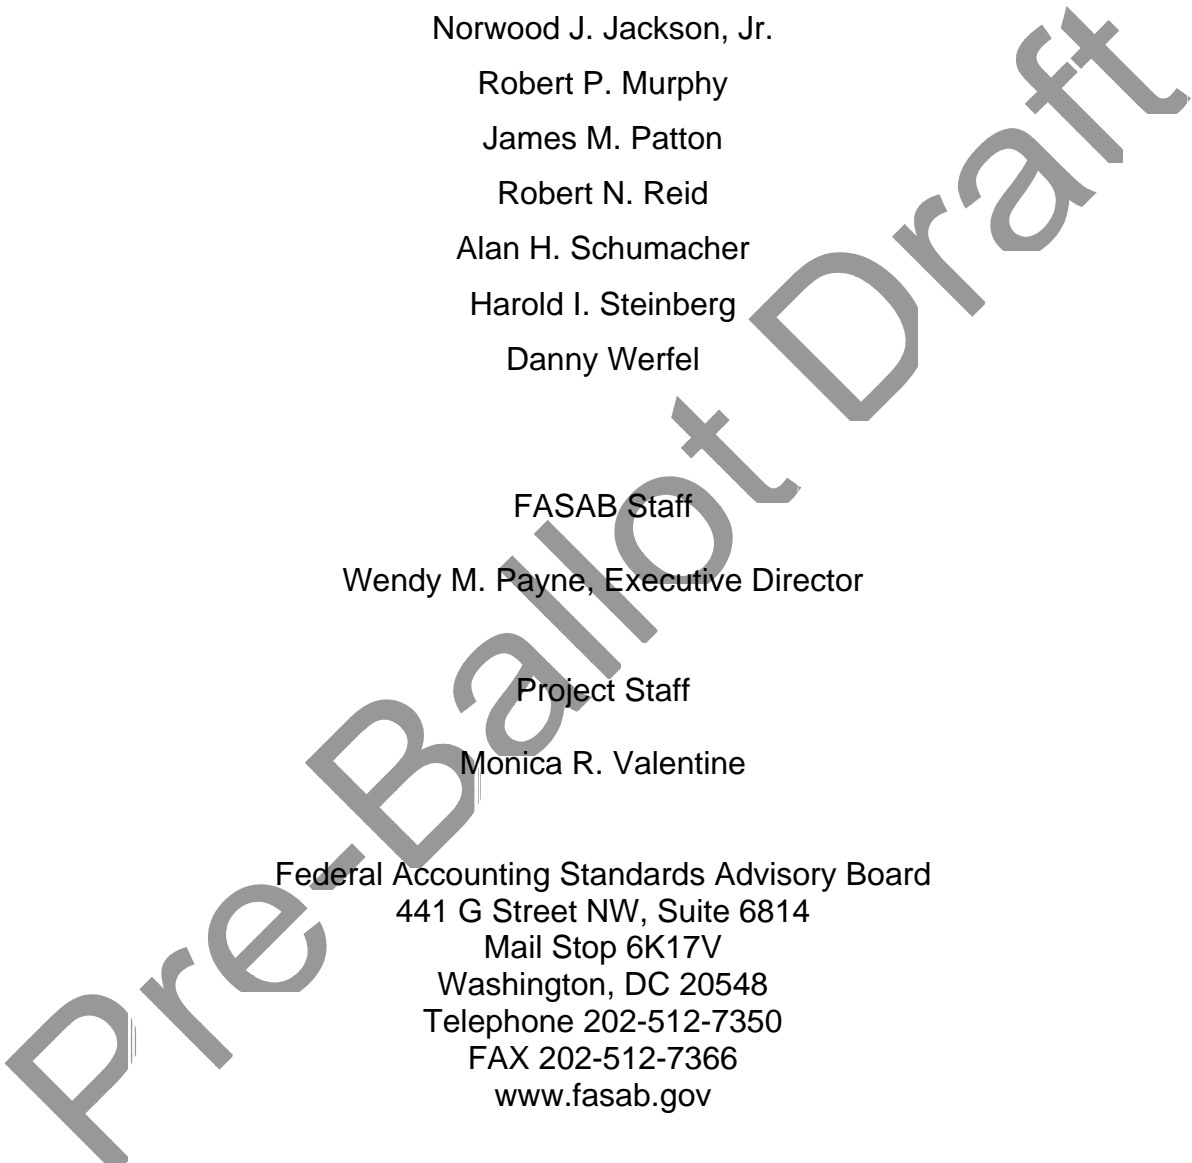 Norwood J. Jackson, Jr.
Robert P. Murphy
James M. Patton
Robert N. Reid
Alan H. Schumacher
Harold I. Steinberg
Danny Werfel
FASAB Staff
Wendy M. Payne, Executive Director
Project Staff
Monica R. Valentine
Federal Accounting Standards Advisory Board
441 G Street NW, Suite 6814
Mail Stop 6K17V
Washington, DC 20548
Telephone 202-512-7350
FAX 202-512-7366
www.fasab.gov
Pre-Ballot Draft